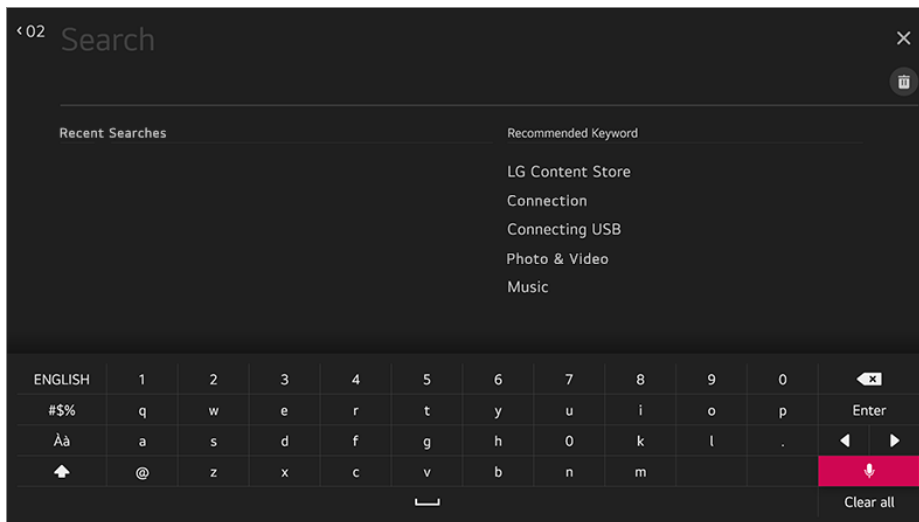 ‹02
Search
Recent Searches
Recommended Keyword
LG Content Store
Connection
Connecting USB
Photo & Video
Music
ENGLISH 1 2 3 4 5 6 7 8 9 0
#$% q w e r t y u i o p Enter
Àà a s d f g h 0 k l .
@ z x c v b n m
Clear all